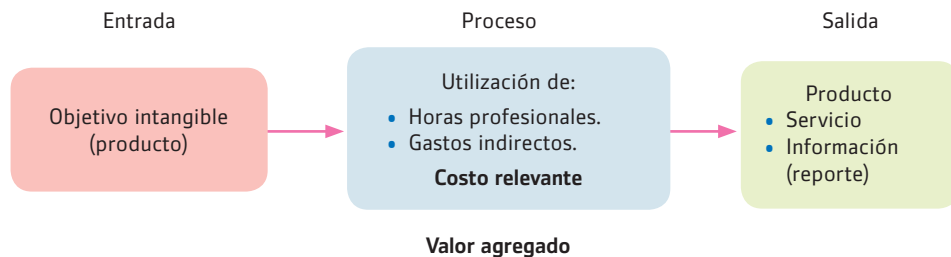 Entrada
Proceso
Salida
Objetivo intangible
(producto)
Utilización de:
• Horas profesionales.
• Gastos indirectos.
Costo relevante
Producto
• Servicio
• Información
(reporte)
Valor agregado